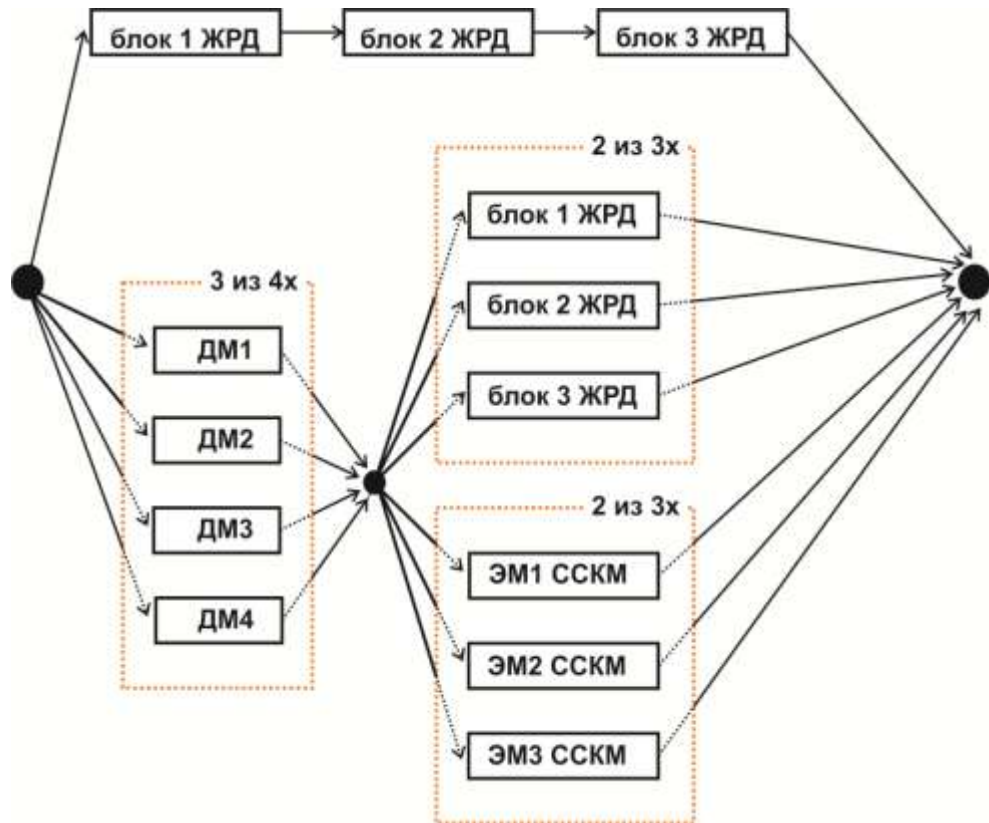 блок 1 ЖРД
блок 2 ЖРД
блок 3 ЖРД
2 из 3х
блок 1 ЖРД
блок 2 ЖРД
блок 3 ЖРД
3 из 4х
ДМ1
ДМ2
ДМ3
ДМ4
2 из 3х
ЭМ1 ССКМ
ЭМ2 ССКМ
ЭМ3 ССКМ